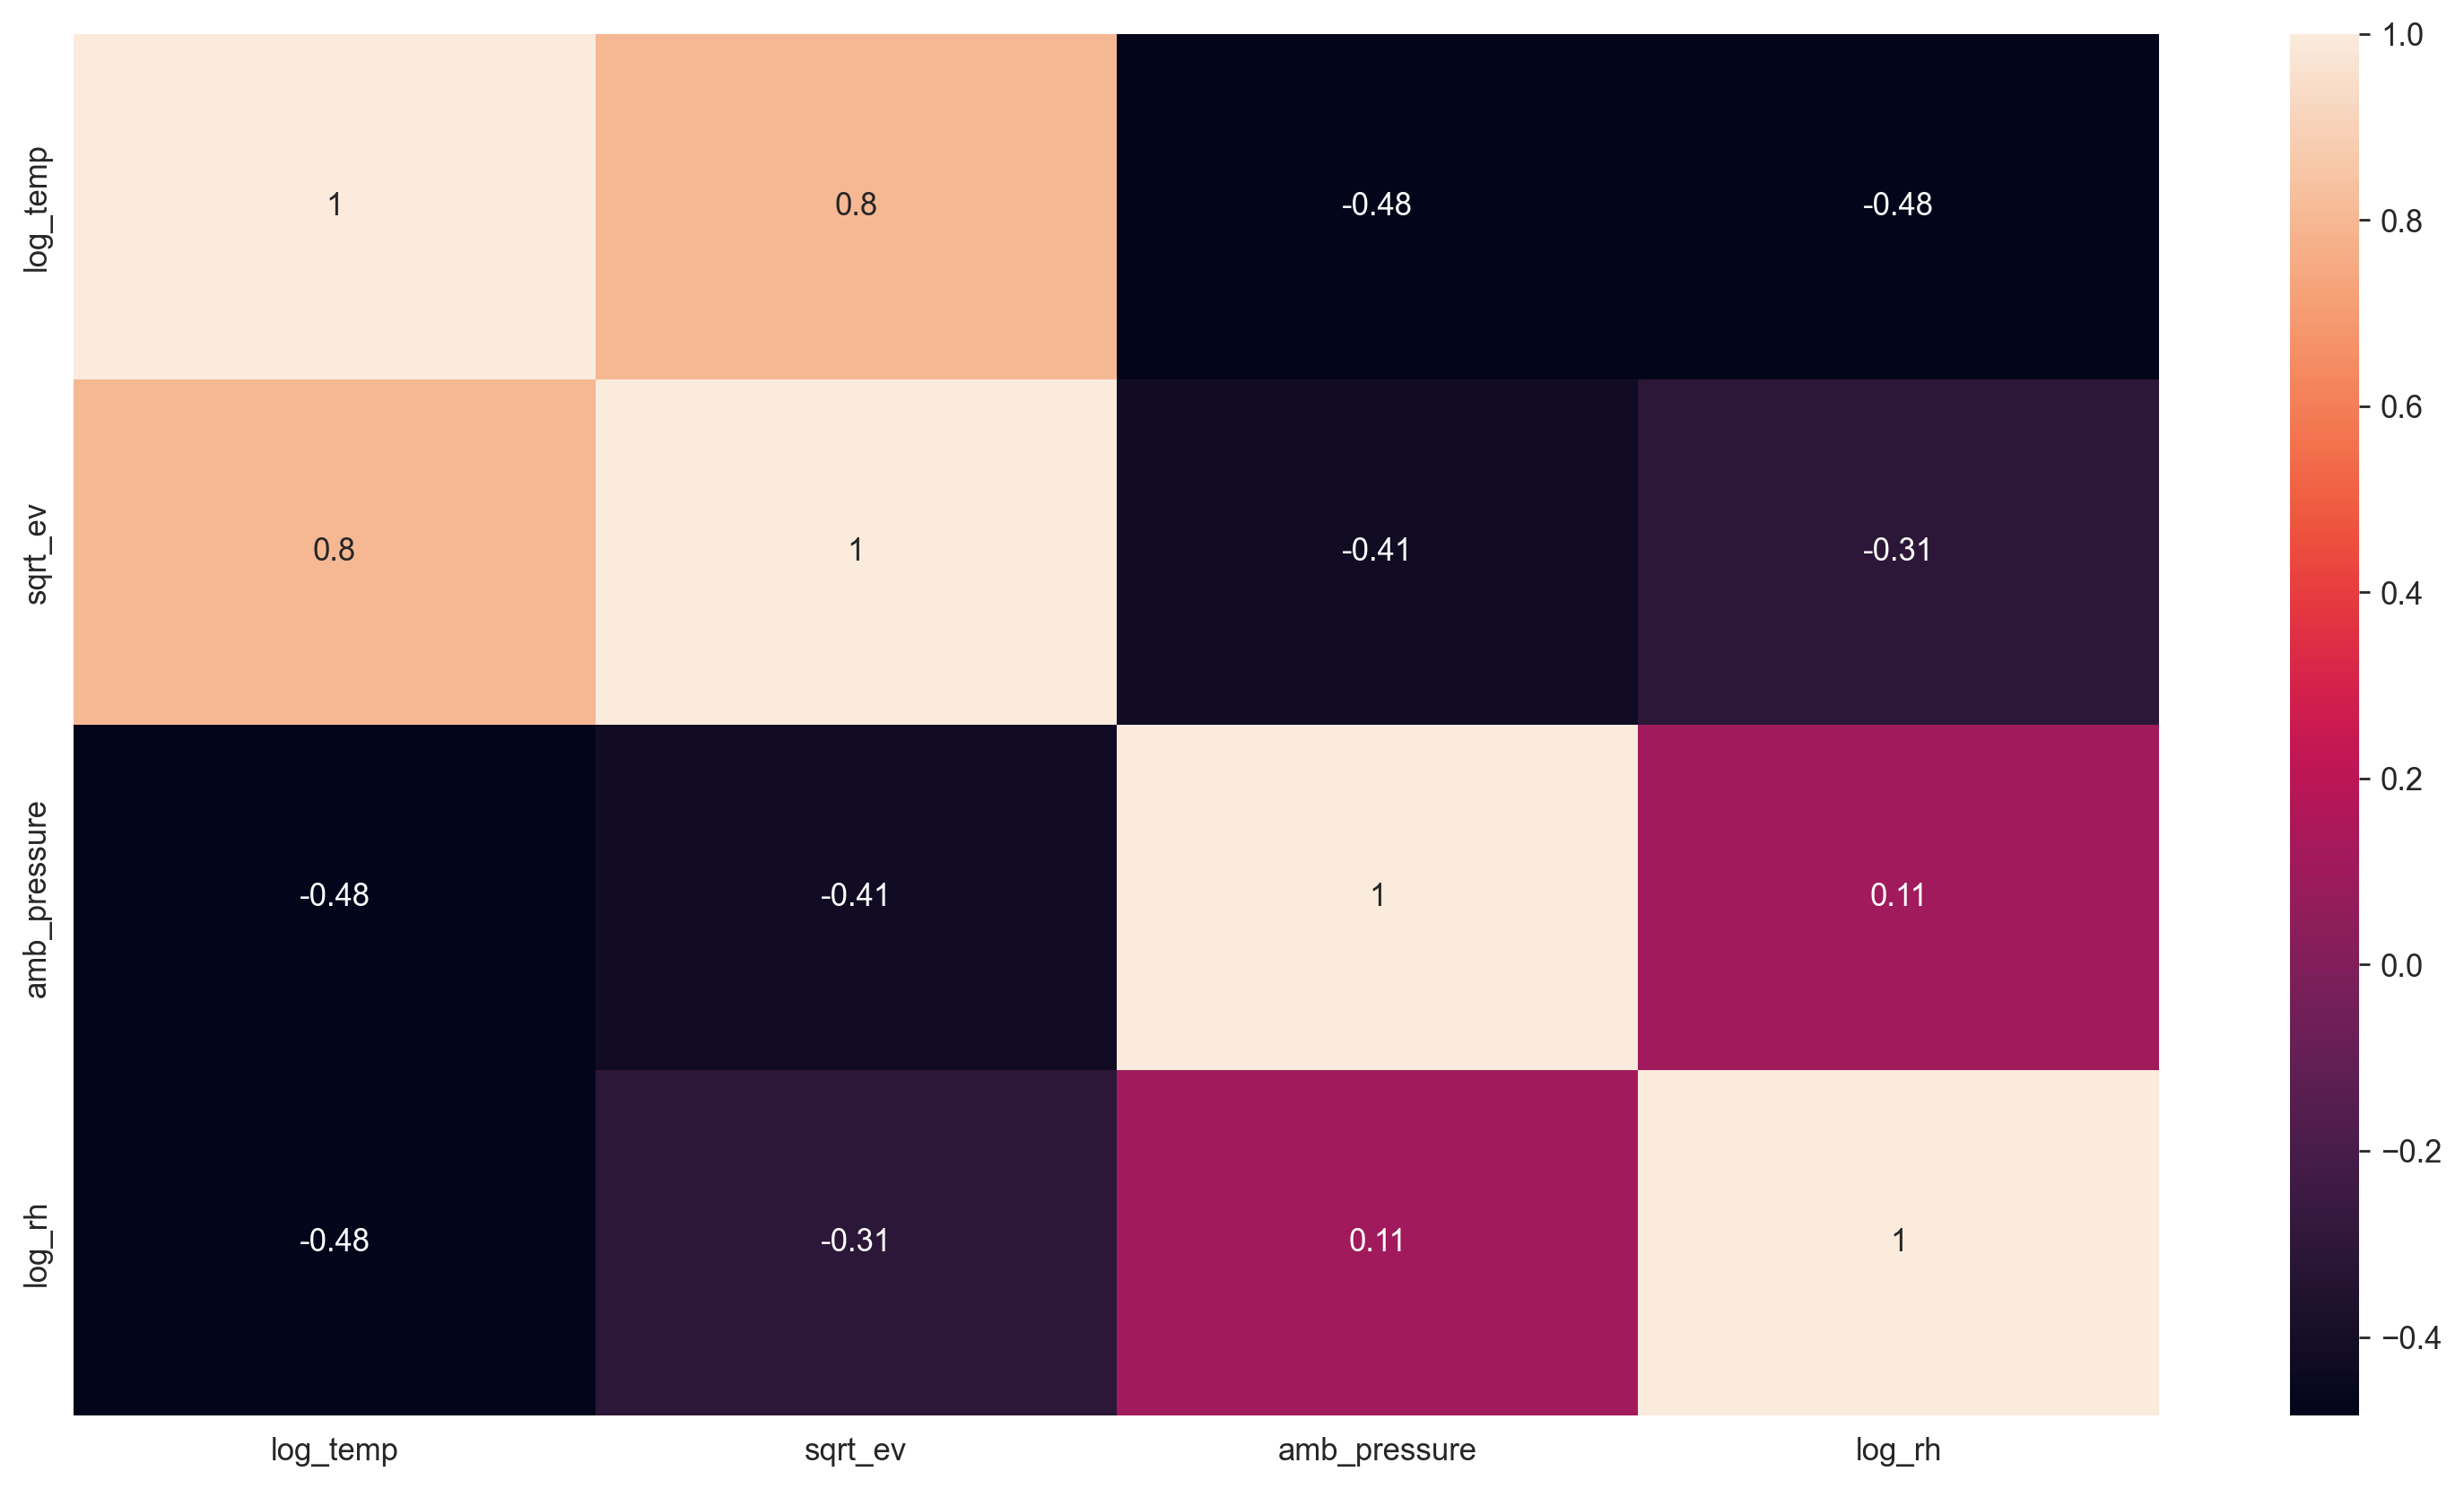 log_temp 1 0.8 -0.48 -0.48
sqrt_ev 0.8 1 -0.41 -0.31
amb_pressure -0.48 -0.41 1 0.11
log_rh -0.48 -0.31 0.11 1
log_temp sqrt_ev amb_pressure log_rh
1.0
0.8
0.6
0.4
0.2
0.0
−0.2
−0.4